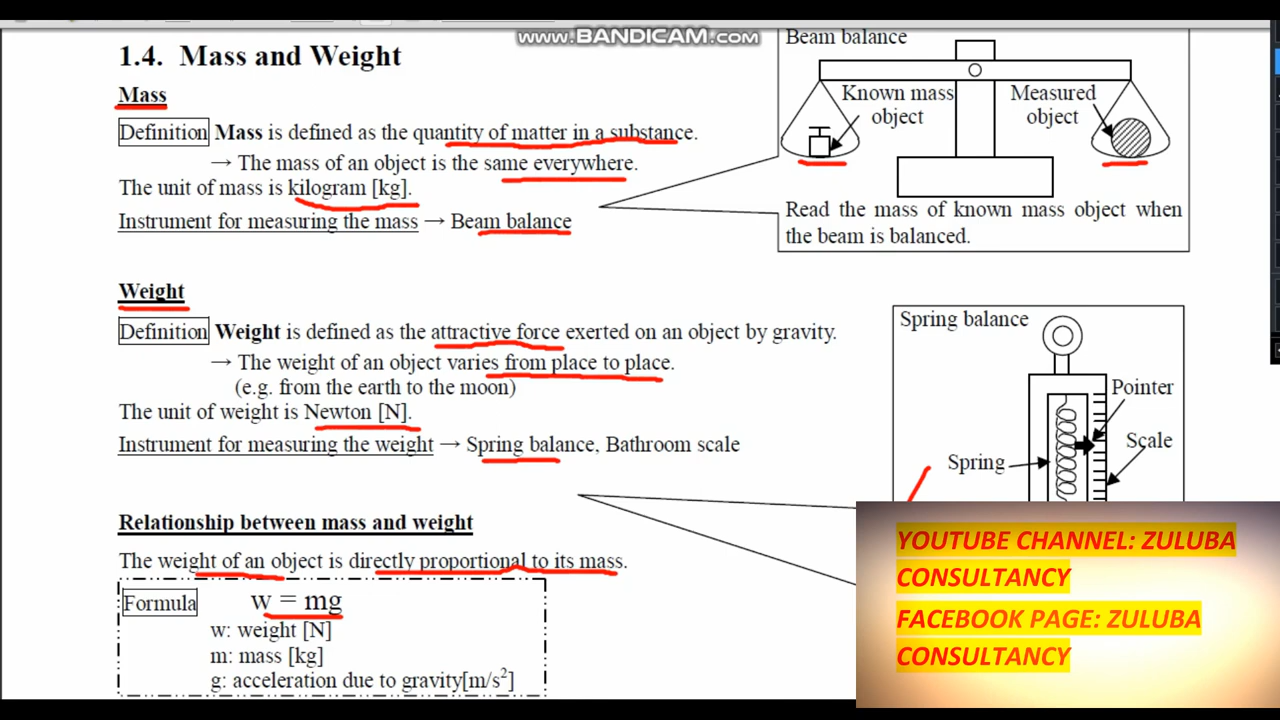 www.BANDICAM.com
1.4. Mass and Weight
Mass
Definition Mass is defined as the quantity of matter in a substance.
→ The mass of an object is the same everywhere.
The unit of mass is kilogram [kg].
Instrument for measuring the mass → Beam balance
Beam balance
Known mass object
Measured object
Read the mass of known mass object when
the beam is balanced.
Weight
Definition Weight is defined as the attractive force exerted on an object by gravity.
→ The weight of an object varies from place to place.
(e.g. from the earth to the moon)
The unit of weight is Newton [N].
Instrument for measuring the weight → Spring balance, Bathroom scale
Spring balance
Pointer
Scale
Spring
Relationship between mass and weight
The weight of an object is directly proportional to its mass.
Formula w = mg
w: weight [N]
m: mass [kg]
g: acceleration due to gravity[m/s²]
YOUTUBE CHANNEL: ZULUBA
CONSULTANCY
FACEBOOK PAGE: ZULUBA
CONSULTANCY